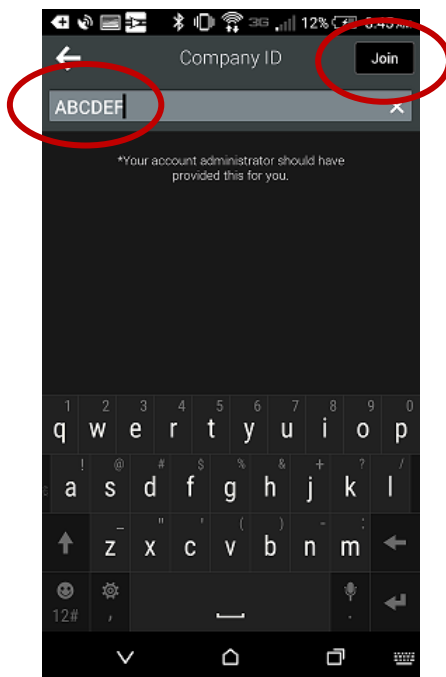 3G 12%
Company ID
Join
ABCDEF
*Your account administrator should have
provided this for you.
1 2 3 4 5 6 7 8 9 0
q w e r t y u i o p
! @ # $ % & + ? /
a s d f g h j k l
_ " ' ( ) - :
z x c v b n m
12# , .